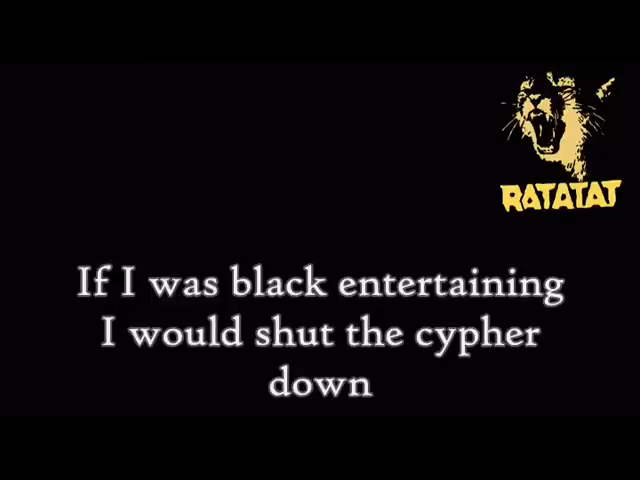 RATATAT
If I was black entertaining
I would shut the cypher
down